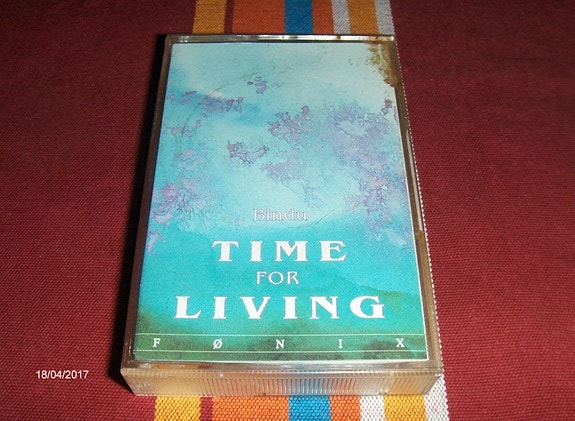 Bindu
TIME
FOR
LIVING
FØNIX
18/04/2017